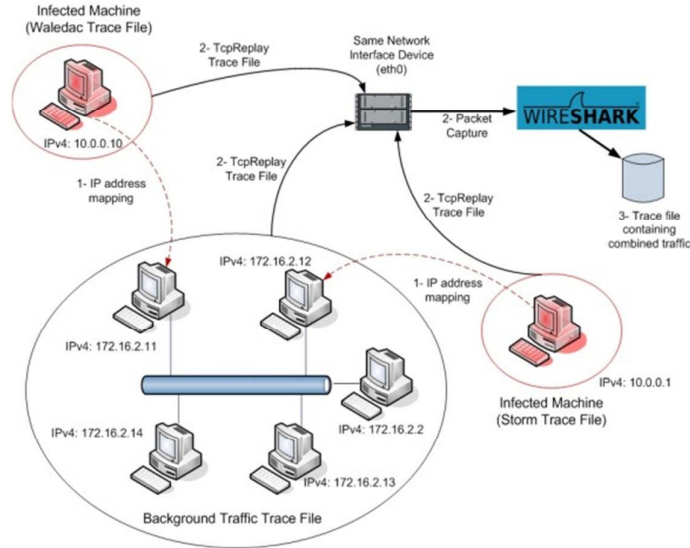 Infected Machine
(Waledac Trace File)
IPv4: 10.0.0.10
2- TcpReplay
Trace File
Same Network
Interface Device
(eth0)
2- Packet
Capture
WIRESHARK
3- Trace file
containing
combined traffic
1- IP address
mapping
2- TcpReplay
Trace File
2- TcpReplay
Trace File
IPv4: 172.16.2.12
1- IP address
mapping
IPv4: 172.16.2.11
IPv4: 10.0.0.1
Infected Machine
(Storm Trace File)
IPv4: 172.16.2.2
IPv4: 172.16.2.14
IPv4: 172.16.2.13
Background Traffic Trace File